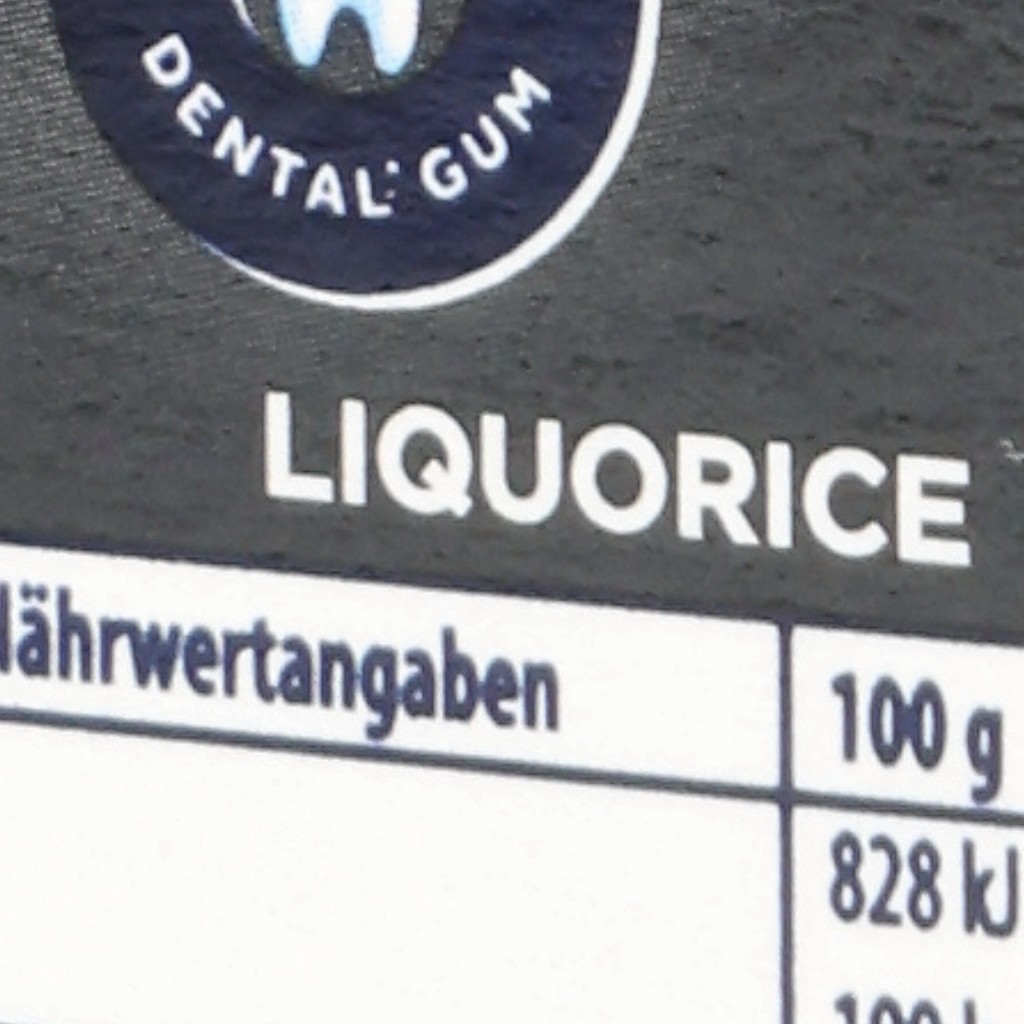 DENTAL GUM
LIQUORICE
ährwertangaben
100 g
828 kJ